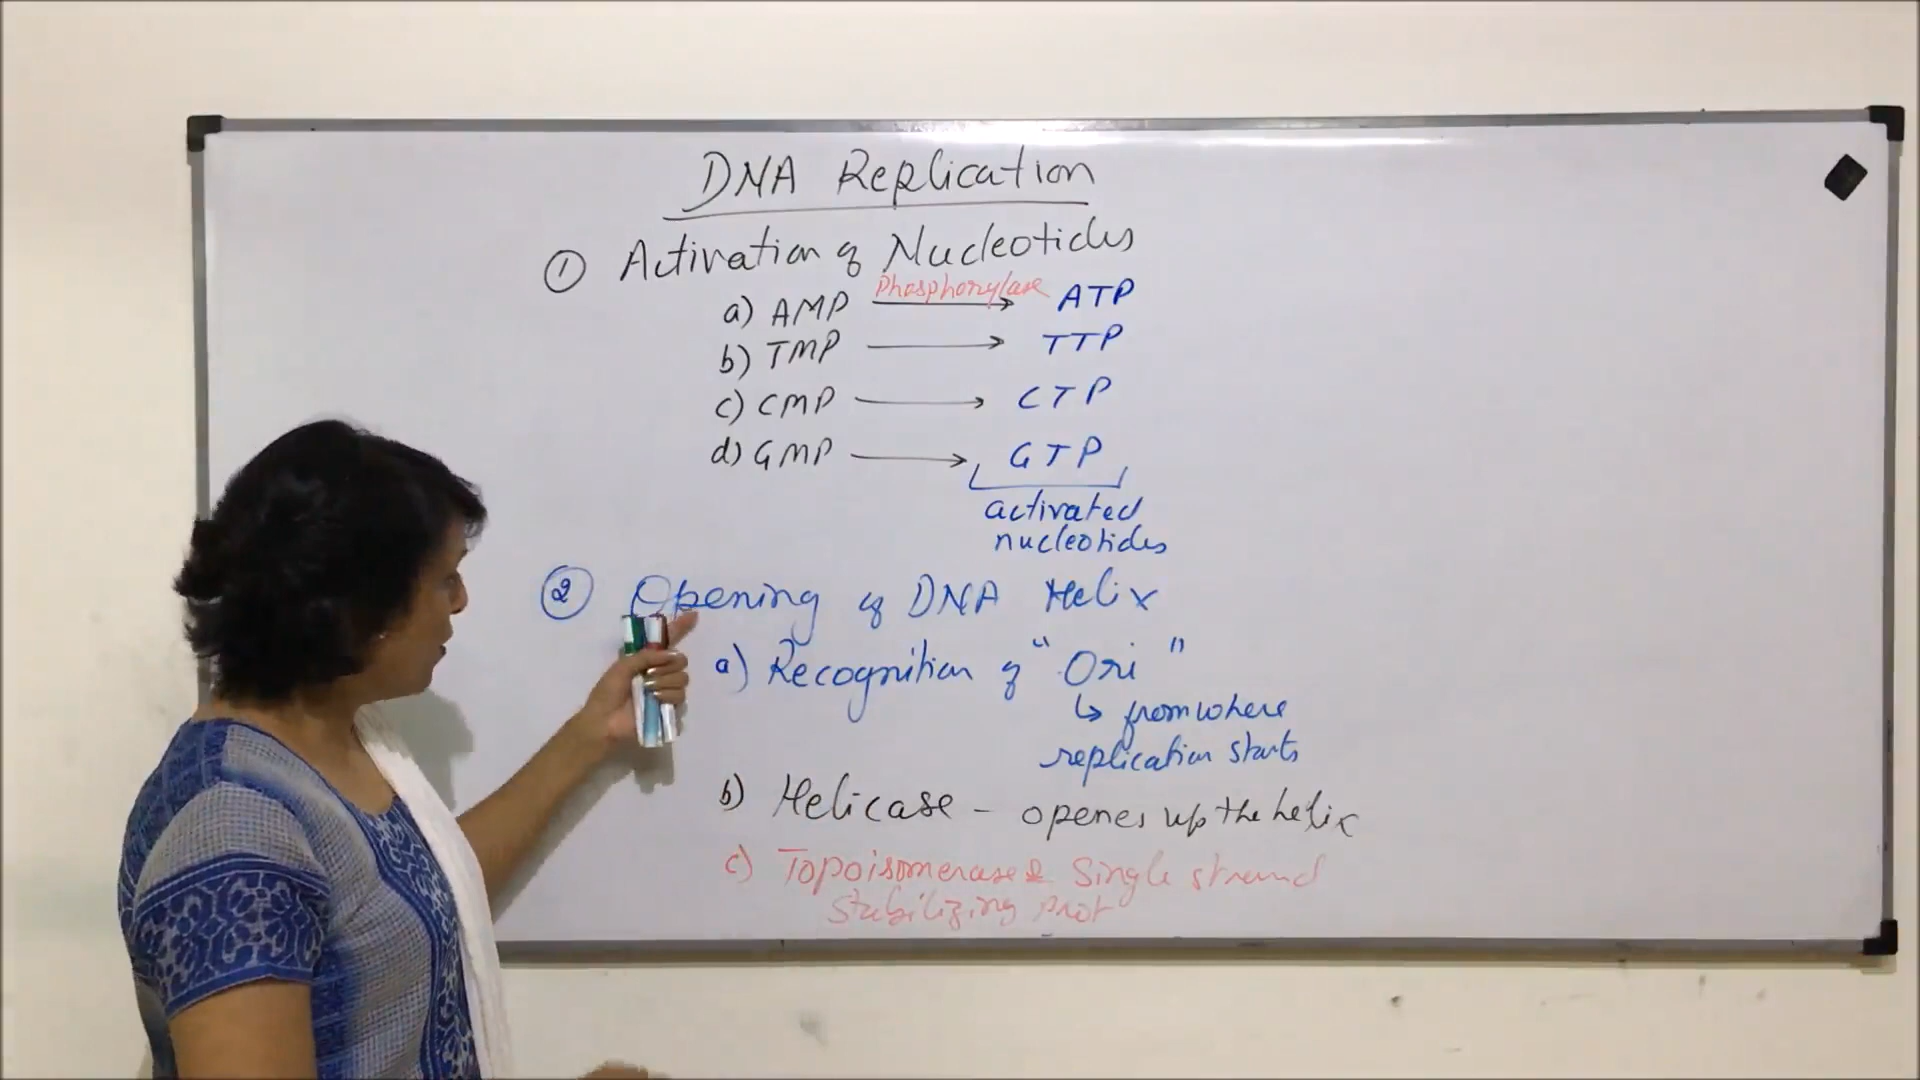 DNA Replication
① Activation of Nucleotides
Phosphorylase
a) AMP → ATP
b) TMP → TTP
c) CMP → CTP
d) GMP → GTP
activated
nucleotides
② Opening of DNA Helix
a) Recognition of "Ori"
↳ from where
replication starts
b) Helicase - openes up the helix
c) Topoisomerase & Single strand
stabilizing prot